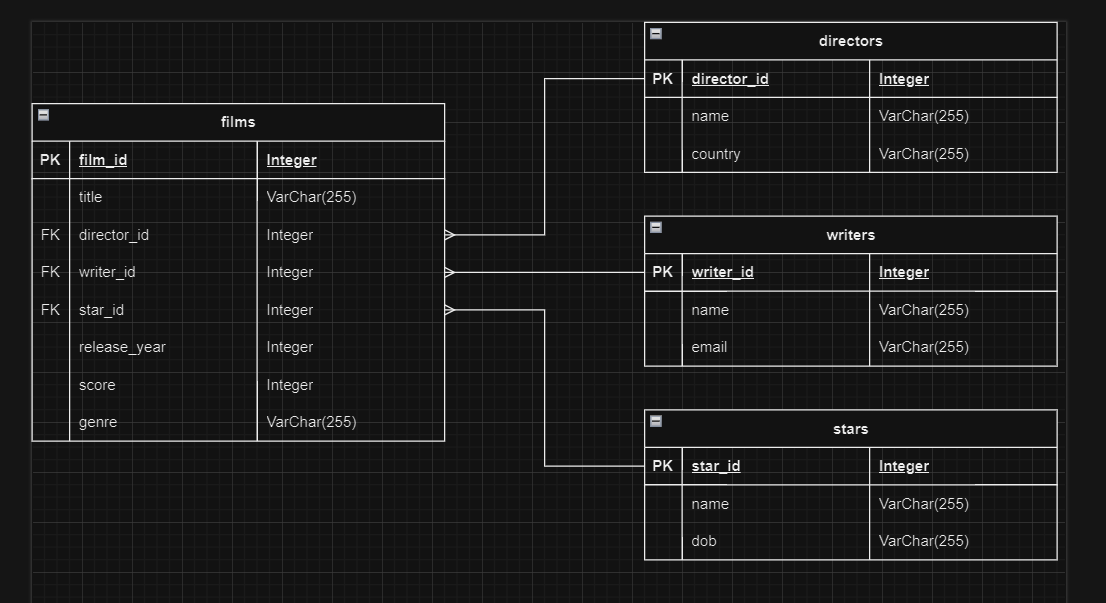 films
PK film_id Integer
title VarChar(255)
FK director_id Integer
FK writer_id Integer
FK star_id Integer
release_year Integer
score Integer
genre VarChar(255)
directors
PK director_id Integer
name VarChar(255)
country VarChar(255)
writers
PK writer_id Integer
name VarChar(255)
email VarChar(255)
stars
PK star_id Integer
name VarChar(255)
dob VarChar(255)